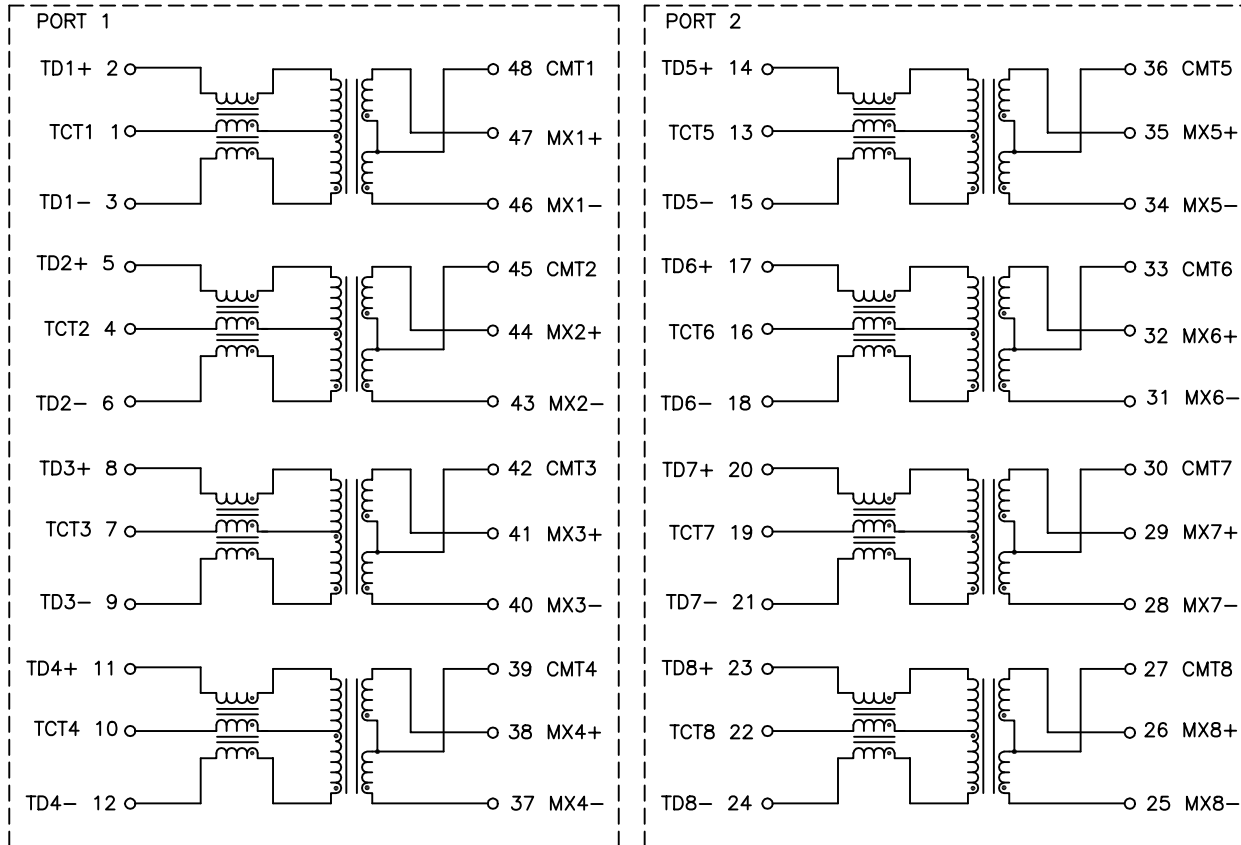 PORT 1
TD1+ 2
48 CMT1
TCT1 1
47 MX1+
TD1- 3
46 MX1-
TD2+ 5
45 CMT2
TCT2 4
44 MX2+
TD2- 6
43 MX2-
TD3+ 8
42 CMT3
TCT3 7
41 MX3+
TD3- 9
40 MX3-
TD4+ 11
39 CMT4
TCT4 10
38 MX4+
TD4- 12
37 MX4-
PORT 2
TD5+ 14
36 CMT5
TCT5 13
35 MX5+
TD5- 15
34 MX5-
TD6+ 17
33 CMT6
TCT6 16
32 MX6+
TD6- 18
31 MX6-
TD7+ 20
30 CMT7
TCT7 19
29 MX7+
TD7- 21
28 MX7-
TD8+ 23
27 CMT8
TCT8 22
26 MX8+
TD8- 24
25 MX8-